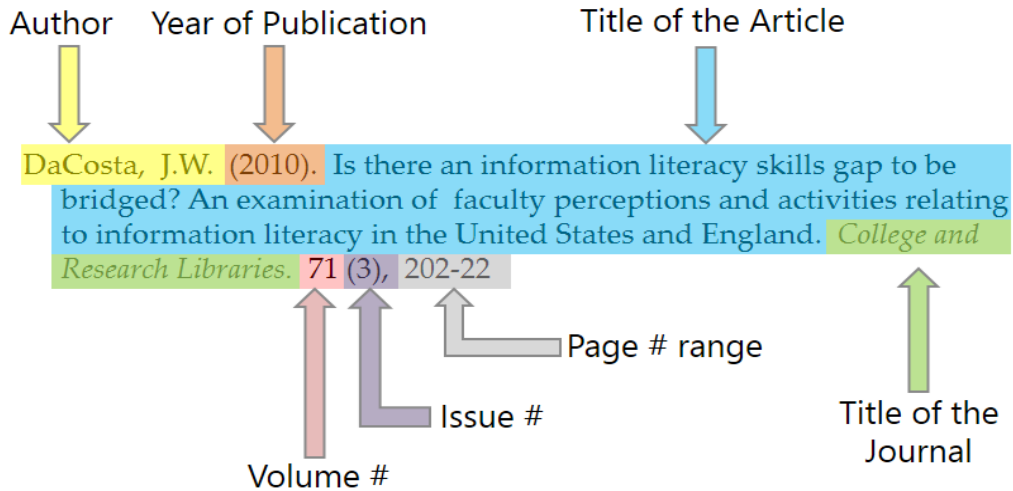 Author Year of Publication Title of the Article
DaCosta, J.W. (2010). Is there an information literacy skills gap to be
bridged? An examination of faculty perceptions and activities relating
to information literacy in the United States and England. College and
Research Libraries. 71 (3), 202-22
Page # range
Issue #
Title of the
Journal
Volume #